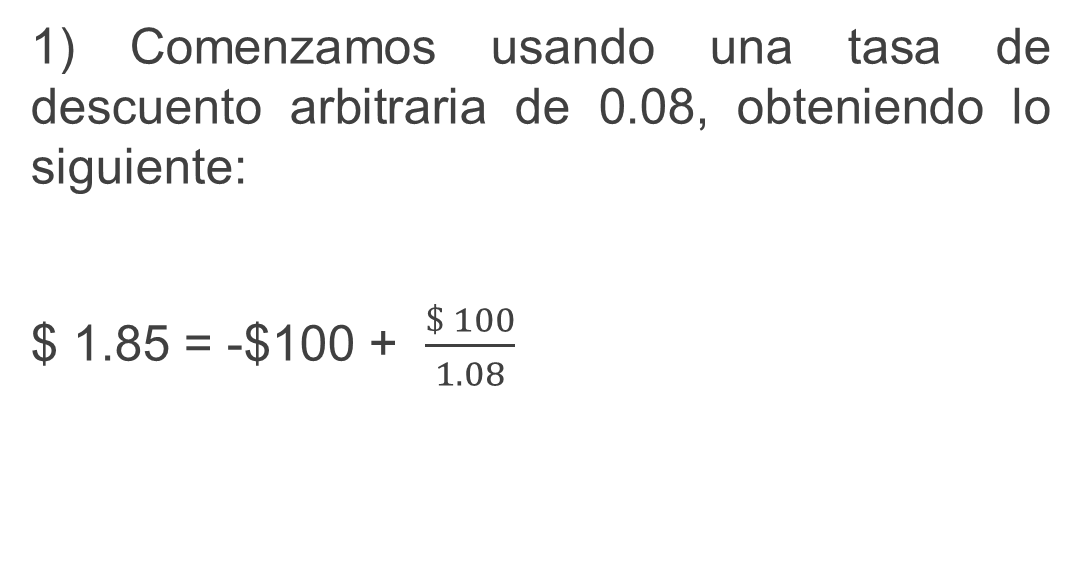 1) Comenzamos usando una tasa de
descuento arbitraria de 0.08, obteniendo lo
siguiente:
$ 1.85 = -$100 + $ 100
1.08